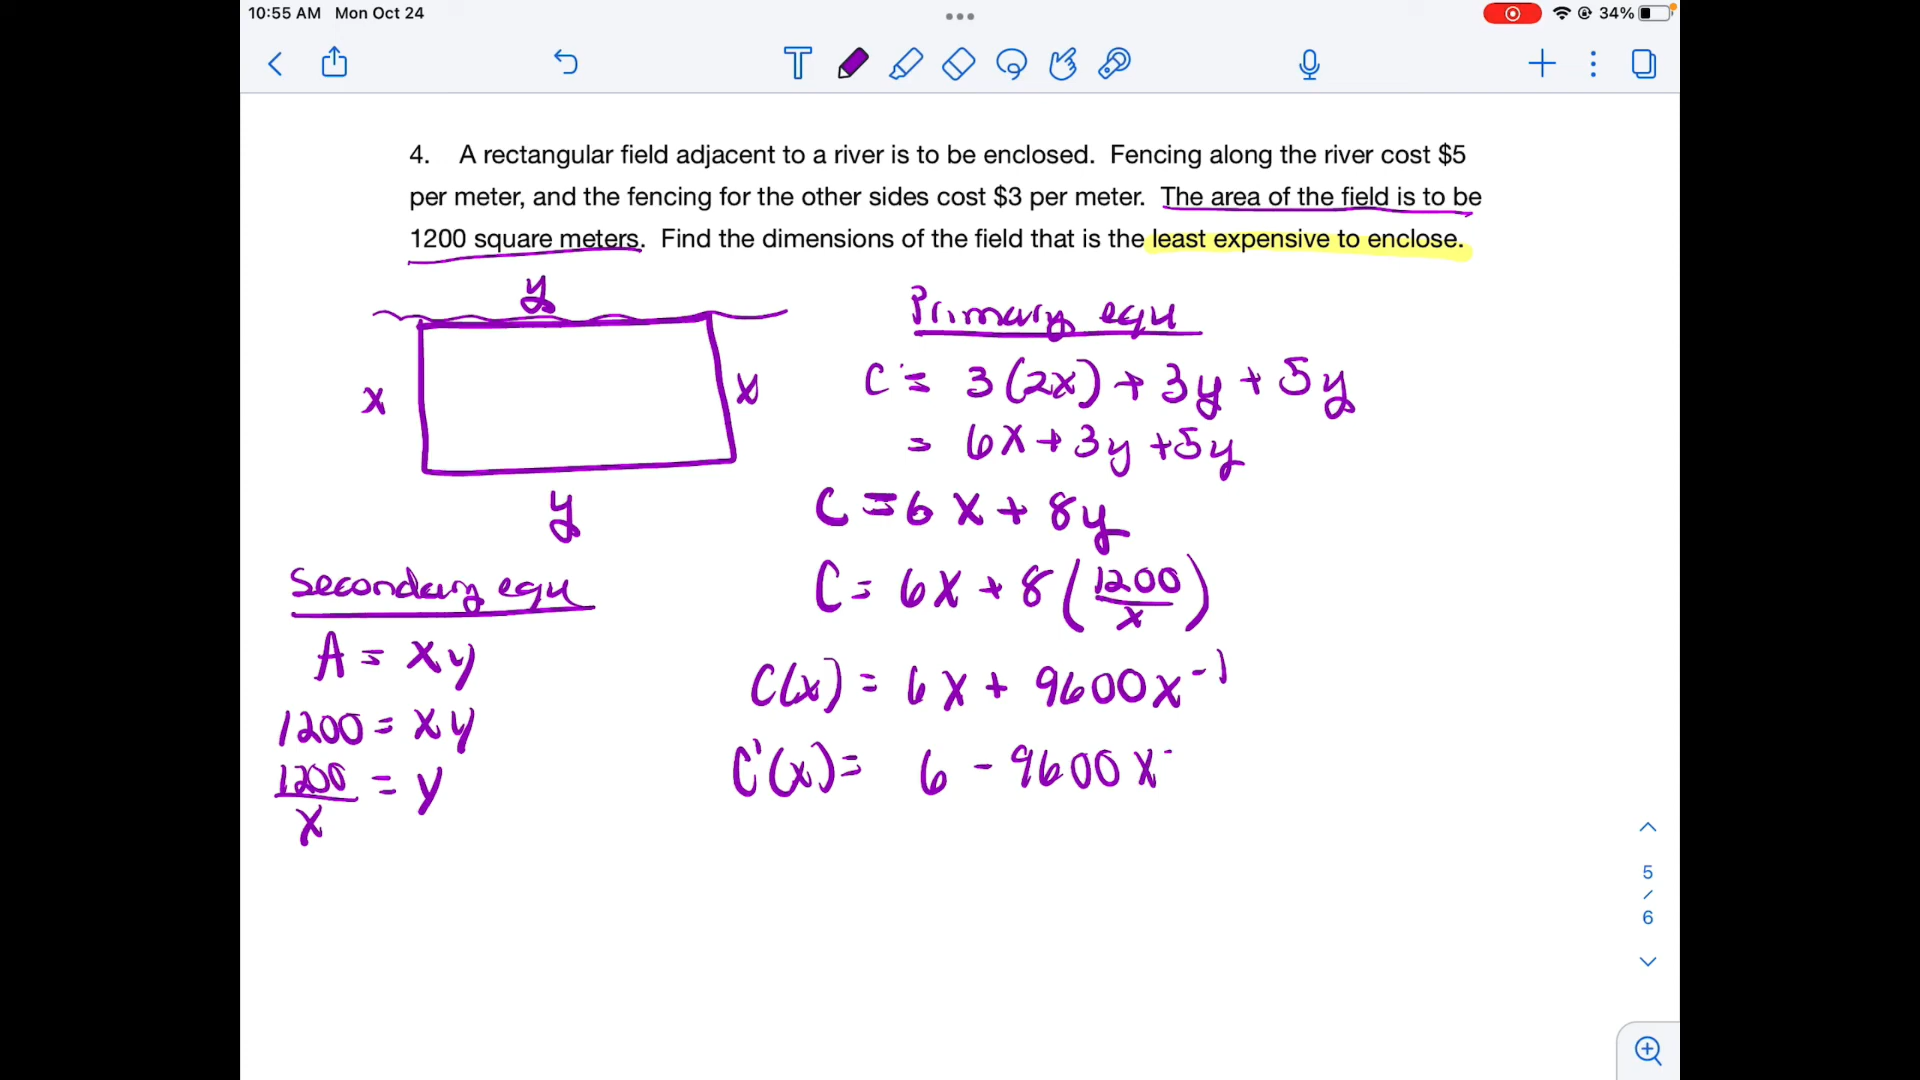 10:55 AM Mon Oct 24
34%
T
4. A rectangular field adjacent to a river is to be enclosed. Fencing along the river cost $5
per meter, and the fencing for the other sides cost $3 per meter. The area of the field is to be
1200 square meters. Find the dimensions of the field that is the least expensive to enclose.
y
x
x
y
Primary equ
C = 3(2x) + 3y + 5y
= 6x + 3y + 5y
C = 6x + 8y
C = 6x + 8(1200/x)
C(x) = 6x + 9600x⁻¹
C'(x) = 6 - 9600x⁻
Secondary equ
A = xy
1200 = xy
1200/x = y
5
/
6